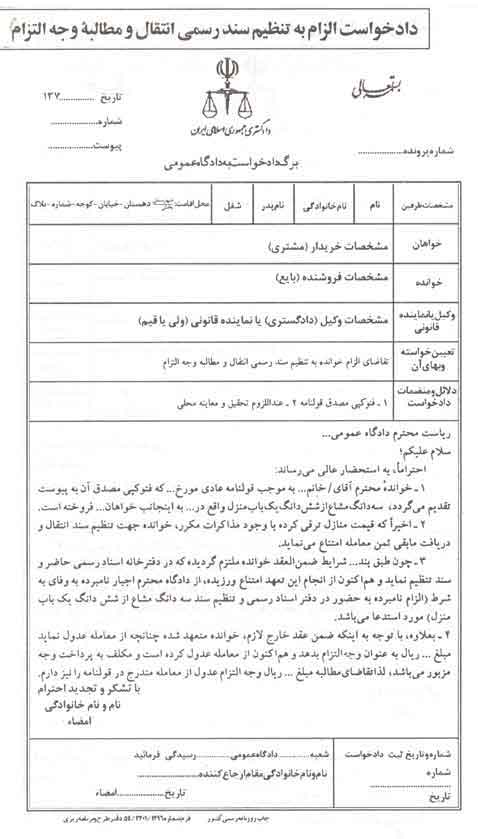 دادخواست الزام به تنظیم سند رسمی انتقال و مطالبهٔ وجه التزام
بسمه تعالی
تاریخ ..............۱۳۷
شماره....................
پیوست....................
دادگستری جمهوری اسلامی ایران
شماره پرونده....................
برگ دادخواست به دادگاه عمومی
مشخصات طرفین
نام
نام خانوادگی
نام پدر
شغل
محل اقامت: دهستان - خیابان - کوچه - شماره - پلاک
خواهان
مشخصات خریدار (مشتری)
خوانده
مشخصات فروشنده (بایع)
وکیل یا نماینده قانونی
مشخصات وکیل (دادگستری) یا نماینده قانونی (ولی یا قیم)
تعیین خواسته وبهای آن
تقاضای الزام خوانده به تنظیم سند رسمی انتقال و مطالبه وجه التزام
دلائل و منضمات دادخواست
۱ ـ فتوکپی مصدق قولنامه ۲ ـ عنداللزوم تحقیق و معاینه محلی
ریاست محترم دادگاه عمومی...
سلام علیکم؛
احتراماً، به استحضار عالی می‌رساند:
۱ ـ خواندهٔ محترم آقای/خانم... به موجب قولنامه عادی مورخ... که فتوکپی مصدق آن به پیوست
تقدیم می‌گردد، سه دانگ مشاع از شش دانگ یک باب منزل واقع در... به اینجانب خواهان... فروخته است.
۲ ـ اخیراً که قیمت منازل ترقی کرده با وجود مذاکرات مکرر، خوانده جهت تنظیم سند انتقال و
دریافت مابقی ثمن معامله امتناع می‌نماید.
۳ ـ چون طبق بند... شرایط ضمن‌العقد خوانده ملتزم گردیده که در دفترخانه اسناد رسمی حاضر و
سند تنظیم نماید و هم‌اکنون از انجام این تعهد امتناع ورزیده، از دادگاه محترم اجبار نامبرده به وفای به
شرط (الزام نامبرده به حضور در دفتر اسناد رسمی و تنظیم سند سه دانگ مشاع از شش دانگ یک باب
منزل) مورد استدعا می‌باشد.
۴ ـ بعلاوه، با توجه به اینکه ضمن عقد خارج لازم، خوانده متعهد شده چنانچه از معامله عدول نماید
مبلغ ... ریال به عنوان وجه التزام بدهد و هم‌اکنون از معامله عدول کرده است و مکلف به پرداخت وجه
مزبور می‌باشد، لذا تقاضای مطالبه مبلغ ... ریال وجه التزام عدول از معامله مندرج در قولنامه را نیز دارم.
با تشکر و تجدید احترام
نام و نام خانوادگی
امضاء
شماره و تاریخ ثبت دادخواست
شماره
تاریخ
شعبه..........دادگاه عمومی..........رسیدگی فرمائید
نام و نام خانوادگی مقام ارجاع کننده....................
تاریخ....................امضاء
چاپ روزنامه رسمی کشور